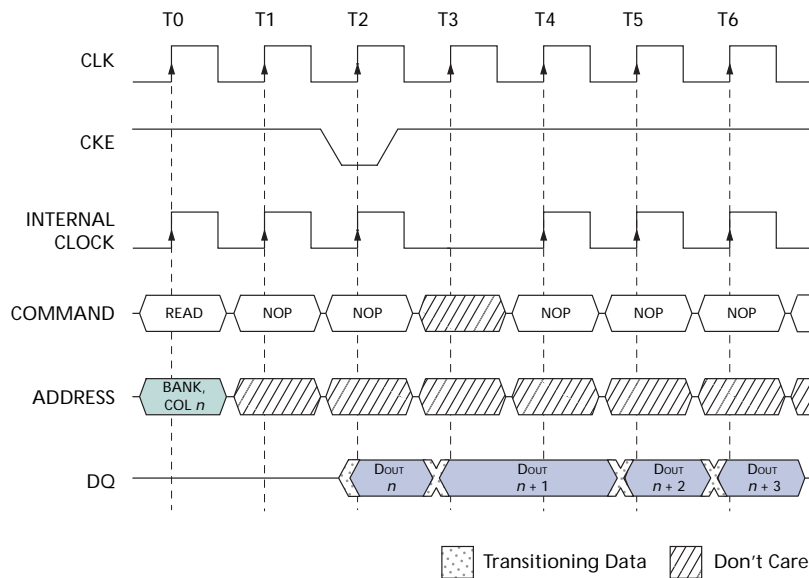 T0 T1 T2 T3 T4 T5 T6
CLK
CKE
INTERNAL
CLOCK
COMMAND READ NOP NOP NOP NOP NOP
ADDRESS
BANK,
COL n
DQ
DOUT
n
DOUT
n + 1
DOUT
n + 2
DOUT
n + 3
Transitioning Data Don't Care